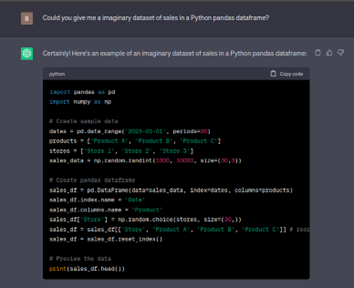 S
Could you give me a imaginary dataset of sales in a Python pandas dataframe?
Certainly! Here's an example of an imaginary dataset of sales in a Python pandas dataframe:
python
Copy code
import pandas as pd
import numpy as np
# Create sample data
dates = pd.date_range('2023-01-01', periods=30)
products = ['Product A', 'Product B', 'Product C']
stores = ['Store 1', 'Store 2', 'Store 3']
sales_data = np.random.randint(1000, 10000, size=(30,3))
# Create pandas dataframe
sales_df = pd.DataFrame(data=sales_data, index=dates, columns=products)
sales_df.index.name = 'Date'
sales_df.columns.name = 'Product'
sales_df['Store'] = np.random.choice(stores, size=(30,))
sales_df = sales_df[['Store', 'Product A', 'Product B', 'Product C']] #
sales_df = sales_df.reset_index()
# Preview the data
print(sales_df.head())